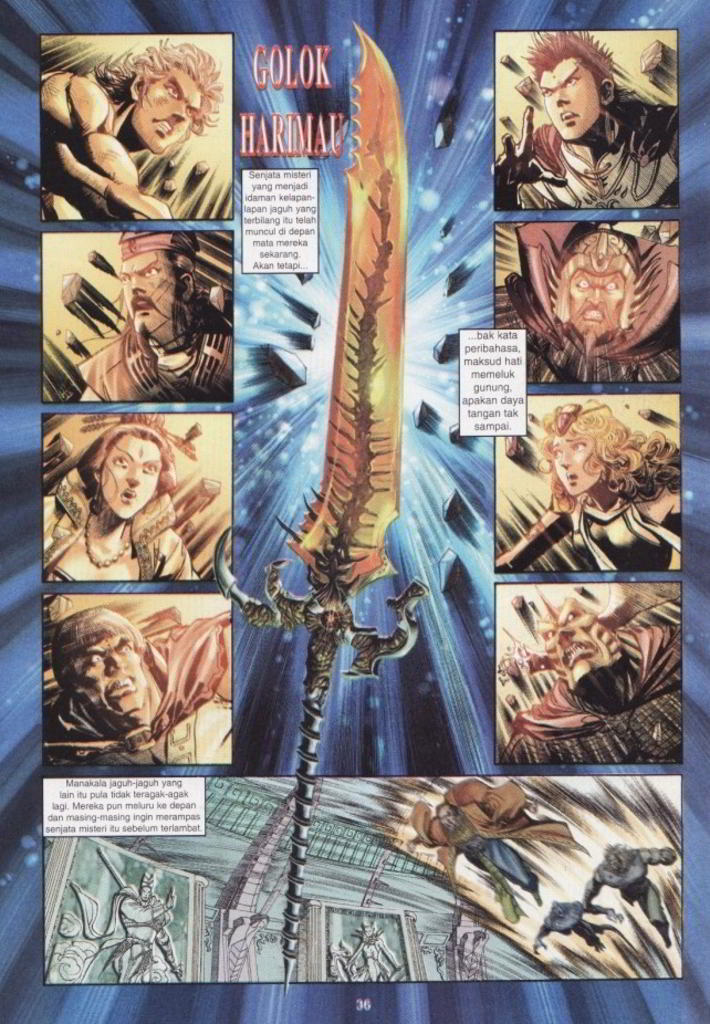 GOLOK
HARIMAU
Senjata misteri
yang menjadi
idaman kelapan-
lapan jaguh yang
terbilang itu telah
muncul di depan
mata mereka
sekarang.
Akan tetapi...
...bak kata
peribahasa,
maksud hati
memeluk
gunung,
apakan daya
tangan tak
sampai.
Manakala jaguh-jaguh yang
lain itu pula tidak teragak-agak
lagi. Mereka pun meluru ke depan
dan masing-masing ingin merampas
senjata misteri itu sebelum terlambat.
36